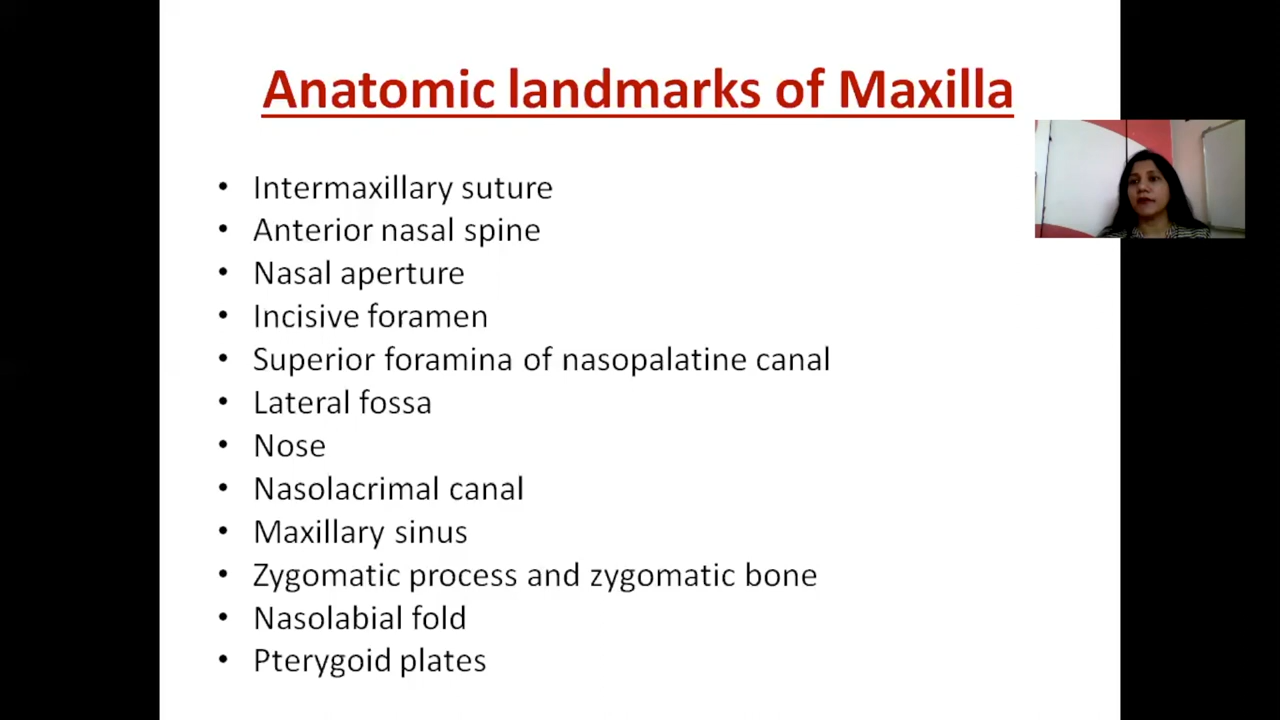 Anatomic landmarks of Maxilla
• Intermaxillary suture
• Anterior nasal spine
• Nasal aperture
• Incisive foramen
• Superior foramina of nasopalatine canal
• Lateral fossa
• Nose
• Nasolacrimal canal
• Maxillary sinus
• Zygomatic process and zygomatic bone
• Nasolabial fold
• Pterygoid plates